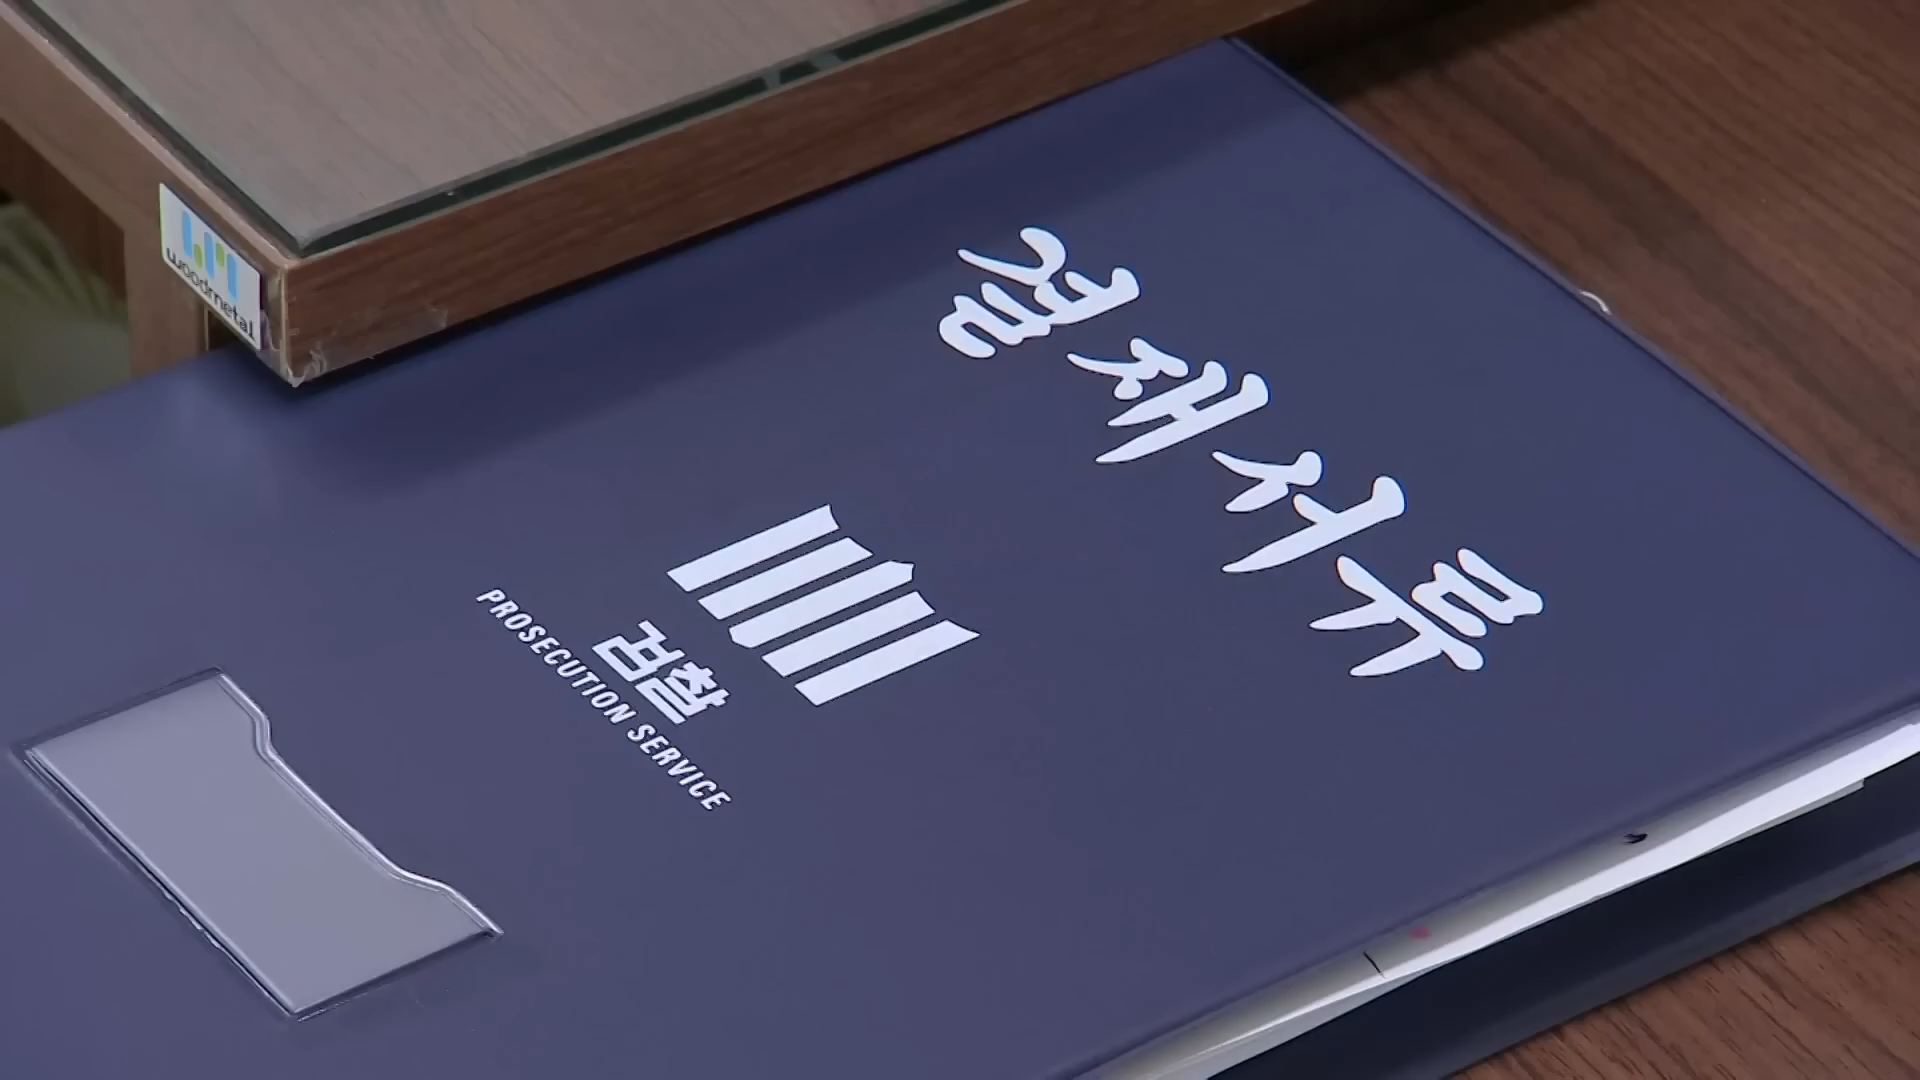 woodmetal
결재서류
검찰
PROSECUTION SERVICE